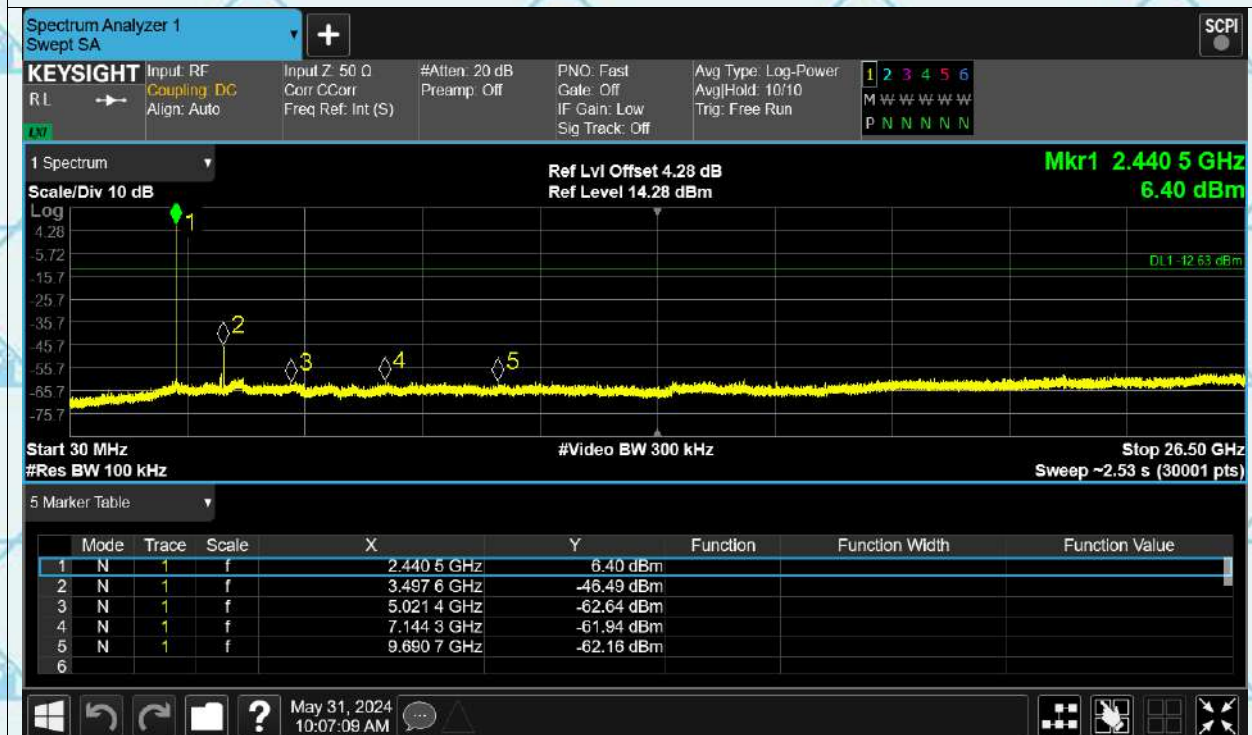 Spectrum Analyzer 1
Swept SA
+
SCPI
KEYSIGHT Input: RF Input Z: 50 Ω #Atten: 20 dB PNO: Fast Avg Type: Log-Power 1 2 3 4 5 6
RL Coupling: DC Corr CCorr Preamp: Off Gate: Off Avg|Hold: 10/10 M W W W W W
Align: Auto Freq Ref: Int (S) IF Gain: Low Trig: Free Run
LXI Sig Track: Off P N N N N N
1 Spectrum Ref Lvl Offset 4.28 dB Mkr1 2.440 5 GHz
Scale/Div 10 dB Ref Level 14.28 dBm 6.40 dBm
Log
1
4.28
-5.72
DL1 -12.63 dBm
-15.7
-25.7
-35.7
2
-45.7
-55.7
3 4 5
-65.7
-75.7
Start 30 MHz #Video BW 300 kHz Stop 26.50 GHz
#Res BW 100 kHz Sweep ~2.53 s (30001 pts)
5 Marker Table
Mode Trace Scale X Y Function Function Width Function Value
1 N 1 f 2.440 5 GHz 6.40 dBm
2 N 1 f 3.497 6 GHz -46.49 dBm
3 N 1 f 5.021 4 GHz -62.64 dBm
4 N 1 f 7.144 3 GHz -61.94 dBm
5 N 1 f 9.690 7 GHz -62.16 dBm
6
? May 31, 2024
10:07:09 AM